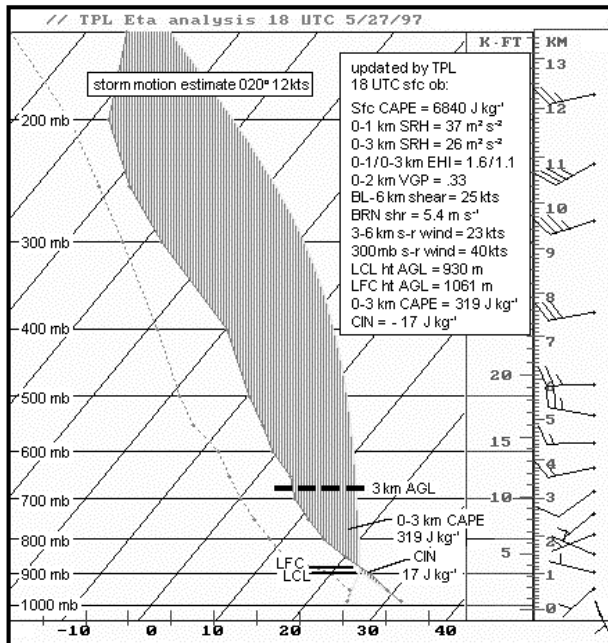 // TPL Eta analysis 18 UTC 5/27/97
K-FT KM
storm motion estimate 020° 12kts
updated by TPL
18 UTC sfc ob:
Sfc CAPE = 6840 J kg⁻¹
0-1 km SRH = 37 m² s⁻²
0-3 km SRH = 26 m² s⁻²
0-1/0-3 km EHI = 1.6/1.1
0-2 km VGP = .33
BL-6 km shear = 25kts
BRN shr = 5.4 m s⁻¹
3-6 km s-r wind = 23kts
300mb s-r wind = 40kts
LCL ht AGL = 930 m
LFC ht AGL = 1061 m
0-3 km CAPE = 319 J kg⁻¹
CIN = - 17 J kg⁻¹
13
12
11
10
9
8
7
5
4
3
2
1
0
20
15
10
5
200 mb
300 mb
400 mb
500 mb
600 mb
700 mb
800 mb
900 mb
1000 mb
3 km AGL
0-3 km CAPE
319 J kg⁻¹
CIN
17 J kg⁻¹
LFC
LCL
-10 0 10 20 30 40